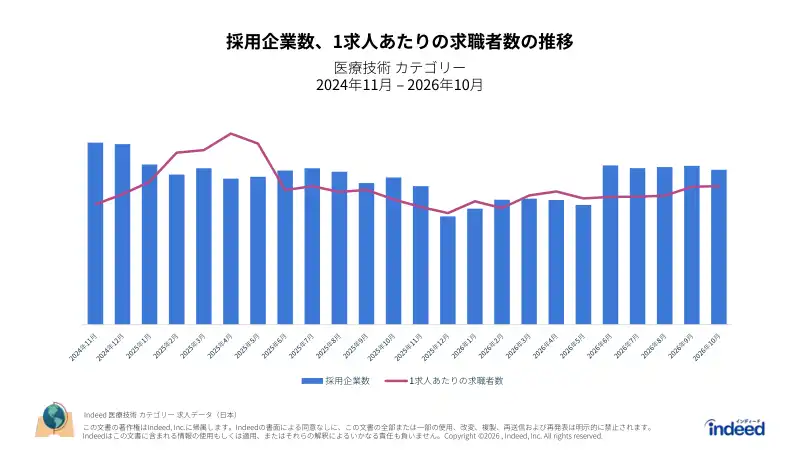 採用企業数、1求人あたりの求職者数の推移
医療技術 カテゴリー
2024年11月 – 2026年10月
2024年11月
2024年12月
2025年1月
2025年2月
2025年3月
2025年4月
2025年5月
2025年6月
2025年7月
2025年8月
2025年9月
2025年10月
2025年11月
2025年12月
2026年1月
2026年2月
2026年3月
2026年4月
2026年5月
2026年6月
2026年7月
2026年8月
2026年9月
2026年10月
採用企業数 1求人あたりの求職者数
Indeed 医療技術 カテゴリー 求人データ（日本）
この文書の著作権はIndeed, Inc.に帰属します。Indeedの書面による同意なしに、この文書の全部または一部の使用、改変、複製、再送信および再発表は明示的に禁止されます。
Indeedはこの文書に含まれる情報の使用もしくは適用、またはそれらの解釈によるいかなる責任も負いません。Copyright ©2026 , Indeed, Inc. All rights reserved.
インディード
indeed